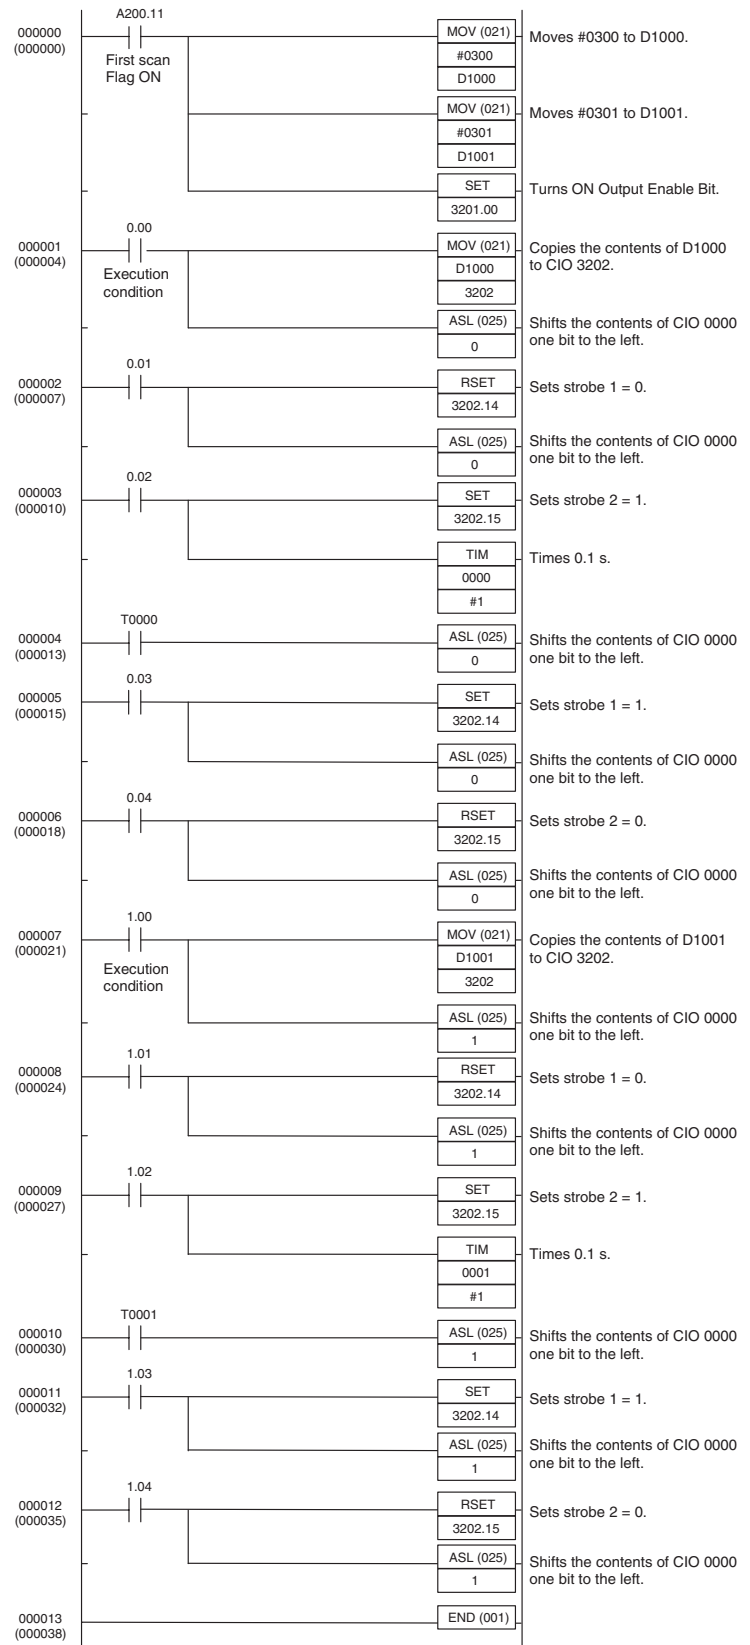 A200.11
000000
(000000)
First scan
Flag ON
MOV (021)
#0300
D1000
Moves #0300 to D1000.
MOV (021)
#0301
D1001
Moves #0301 to D1001.
SET
3201.00
Turns ON Output Enable Bit.
0.00
000001
(000004)
Execution
condition
MOV (021)
D1000
3202
Copies the contents of D1000
to CIO 3202.
ASL (025)
0
Shifts the contents of CIO 0000
one bit to the left.
0.01
000002
(000007)
RSET
3202.14
Sets strobe 1 = 0.
ASL (025)
0
Shifts the contents of CIO 0000
one bit to the left.
0.02
000003
(000010)
SET
3202.15
Sets strobe 2 = 1.
TIM
0000
#1
Times 0.1 s.
T0000
000004
(000013)
ASL (025)
0
Shifts the contents of CIO 0000
one bit to the left.
0.03
000005
(000015)
SET
3202.14
Sets strobe 1 = 1.
ASL (025)
0
Shifts the contents of CIO 0000
one bit to the left.
0.04
000006
(000018)
RSET
3202.15
Sets strobe 2 = 0.
ASL (025)
0
Shifts the contents of CIO 0000
one bit to the left.
1.00
000007
(000021)
Execution
condition
MOV (021)
D1001
3202
Copies the contents of D1001
to CIO 3202.
ASL (025)
1
Shifts the contents of CIO 0000
one bit to the left.
1.01
000008
(000024)
RSET
3202.14
Sets strobe 1 = 0.
ASL (025)
1
Shifts the contents of CIO 0000
one bit to the left.
1.02
000009
(000027)
SET
3202.15
Sets strobe 2 = 1.
TIM
0001
#1
Times 0.1 s.
T0001
000010
(000030)
ASL (025)
1
Shifts the contents of CIO 0000
one bit to the left.
1.03
000011
(000032)
SET
3202.14
Sets strobe 1 = 1.
ASL (025)
1
Shifts the contents of CIO 0000
one bit to the left.
1.04
000012
(000035)
RSET
3202.15
Sets strobe 2 = 0.
ASL (025)
1
Shifts the contents of CIO 0000
one bit to the left.
000013
(000038)
END (001)